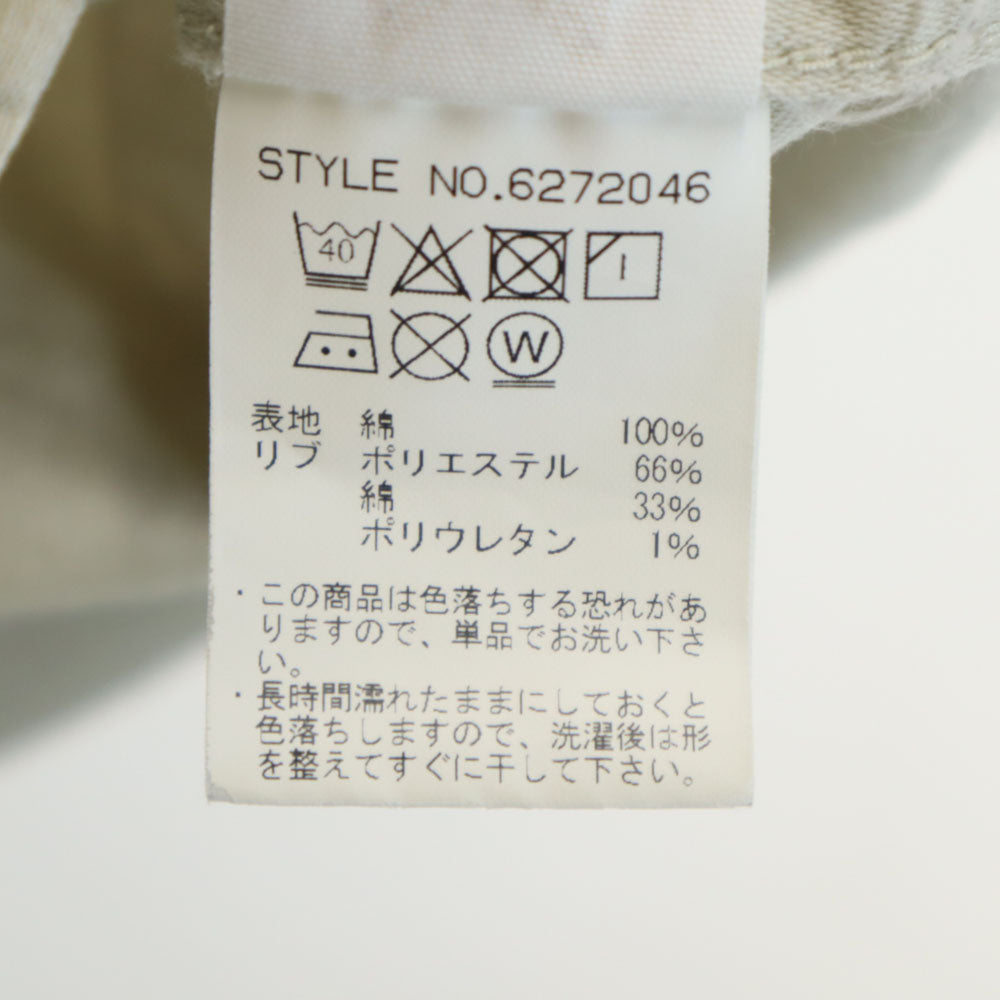 STYLE NO.6272046
40
W
表地 綿 100%
リブ ポリエステル 66%
綿 33%
ポリウレタン 1%
・この商品は色落ちする恐れがあ
りますので、単品でお洗い下さ
い。
・長時間濡れたままにしておくと
色落ちしますので、洗濯後は形
を整えてすぐに干して下さい。